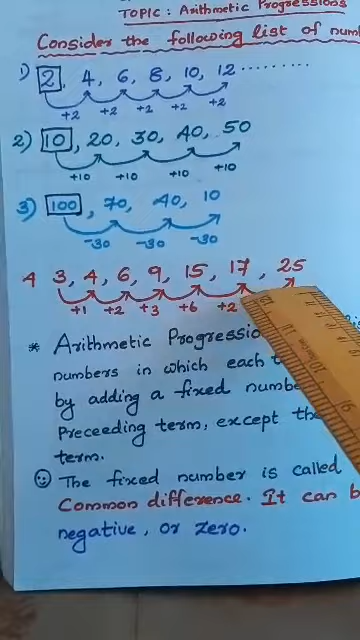 TOPIC : Arithmetic Progressions
Consider the following list of num
1) 2, 4, 6, 8, 10, 12 .........
+2 +2 +2 +2 +2
2) 10, 20, 30, 40, 50
+10 +10 +10 +10
3) 100, 70, 40, 10
-30 -30 -30
4 3, 4, 6, 9, 15, 17, 25
+1 +2 +3 +6 +2
* Arithmetic Progressio
numbers in which each t
by adding a fixed numbe
Preceeding term, except th
term.
The fixed number is called
Common difference. It can b
negative, or zero.